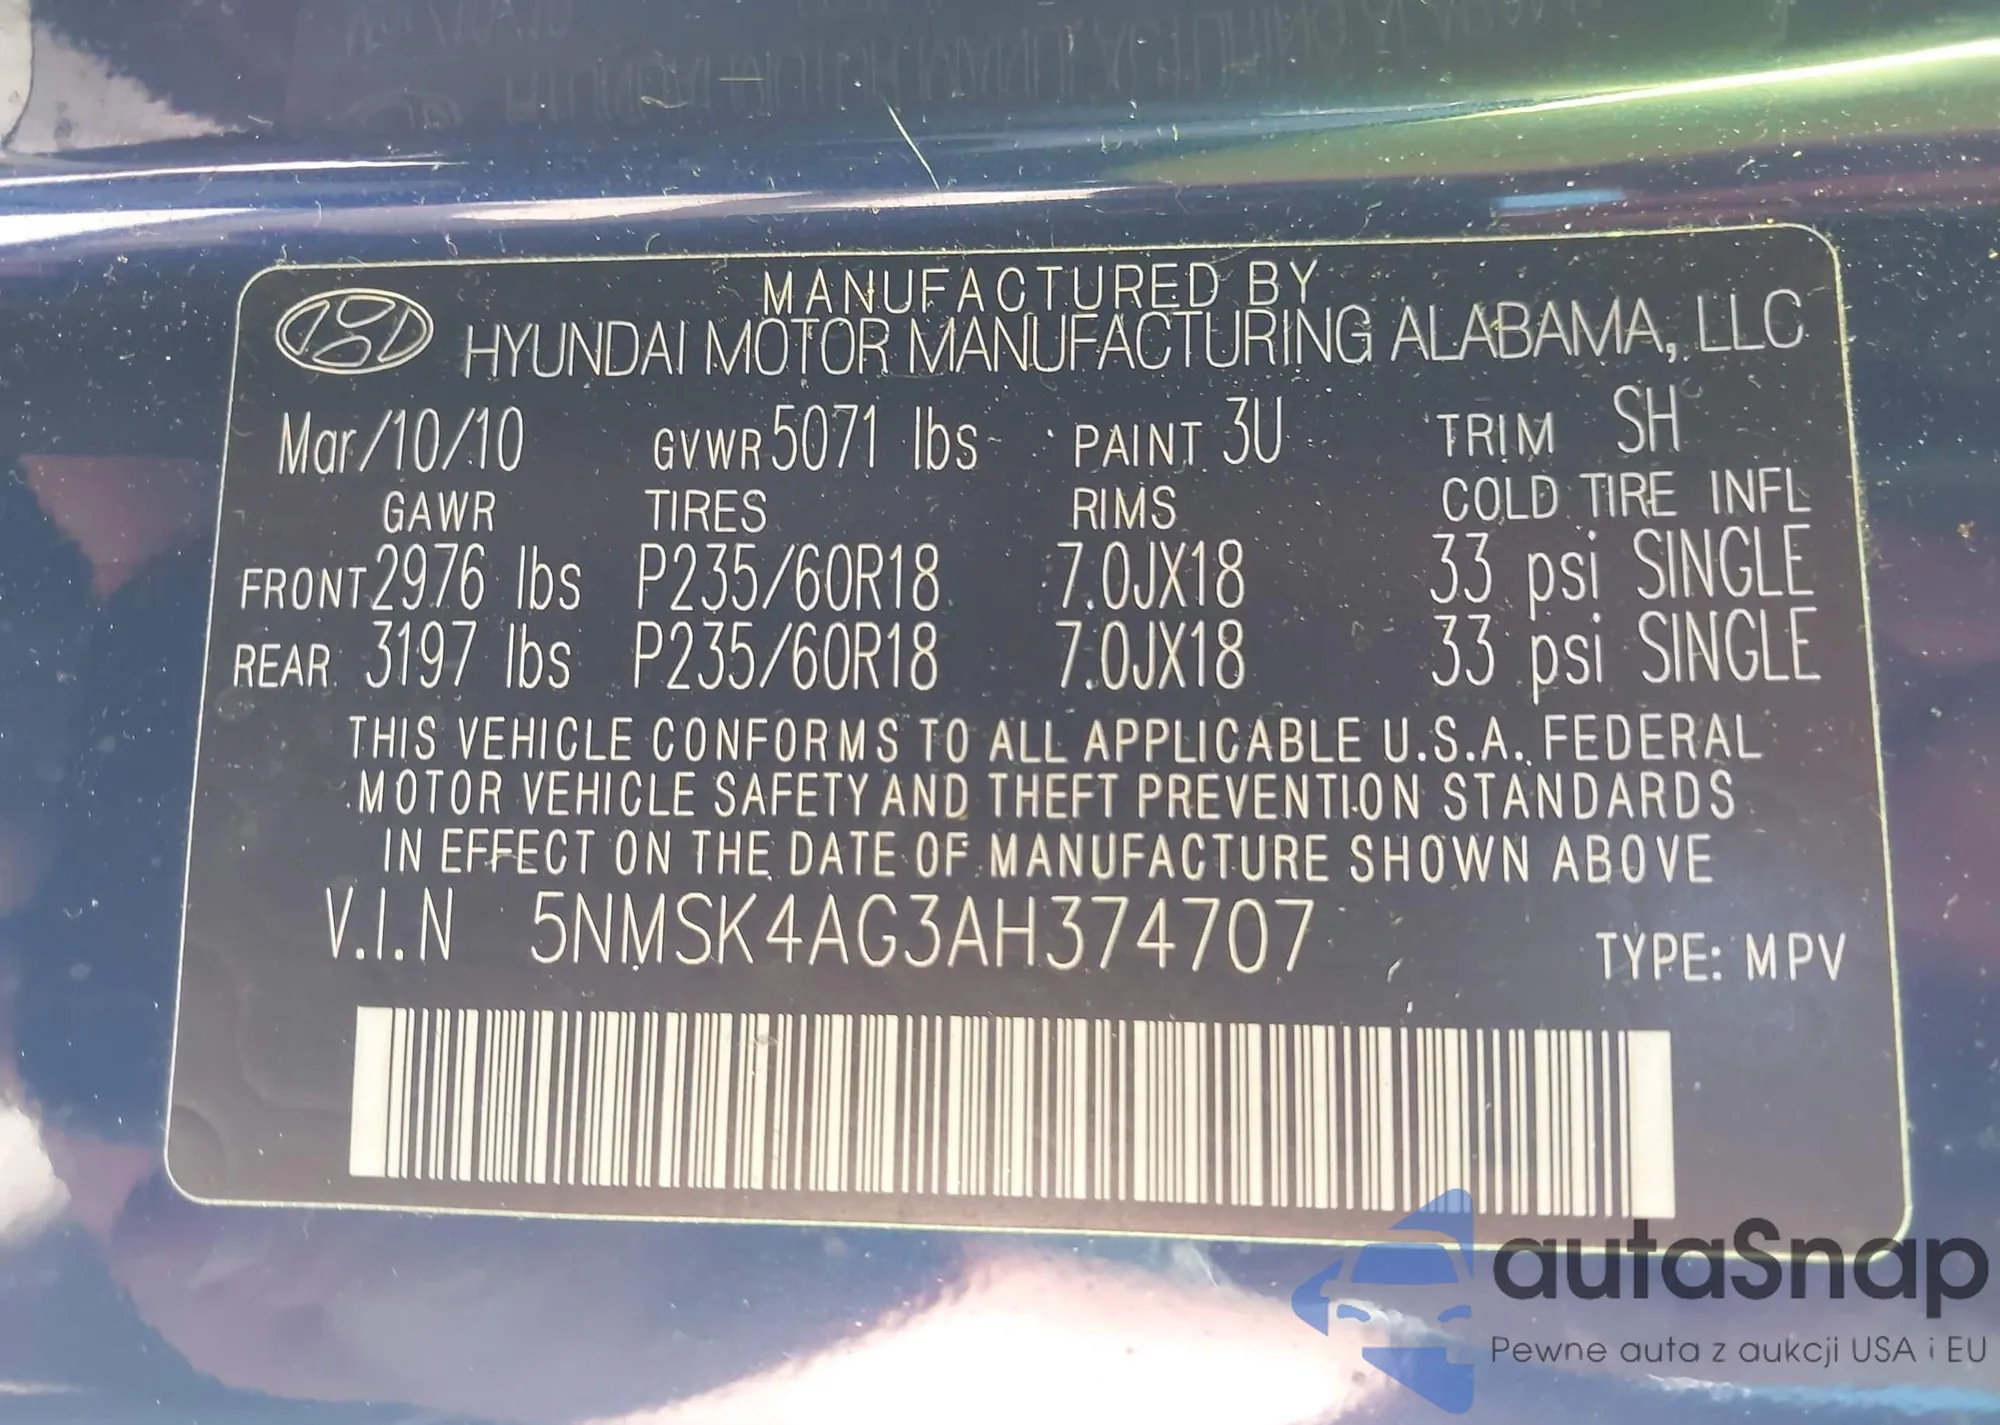 MANUFACTURED BY
HYUNDAI MOTOR MANUFACTURING ALABAMA, LLC
Mar/10/10 GVWR 5071 lbs PAINT 3U TRIM SH
GAWR TIRES RIMS COLD TIRE INFL
FRONT 2976 lbs P235/60R18 7.0JX18 33 psi SINGLE
REAR 3197 lbs P235/60R18 7.0JX18 33 psi SINGLE
THIS VEHICLE CONFORMS TO ALL APPLICABLE U.S.A. FEDERAL
MOTOR VEHICLE SAFETY AND THEFT PREVENTION STANDARDS
IN EFFECT ON THE DATE OF MANUFACTURE SHOWN ABOVE
V.I.N 5NMSK4AG3AH374707
TYPE: MPV
autaSnap
Pewne auta z aukcji USA i EU